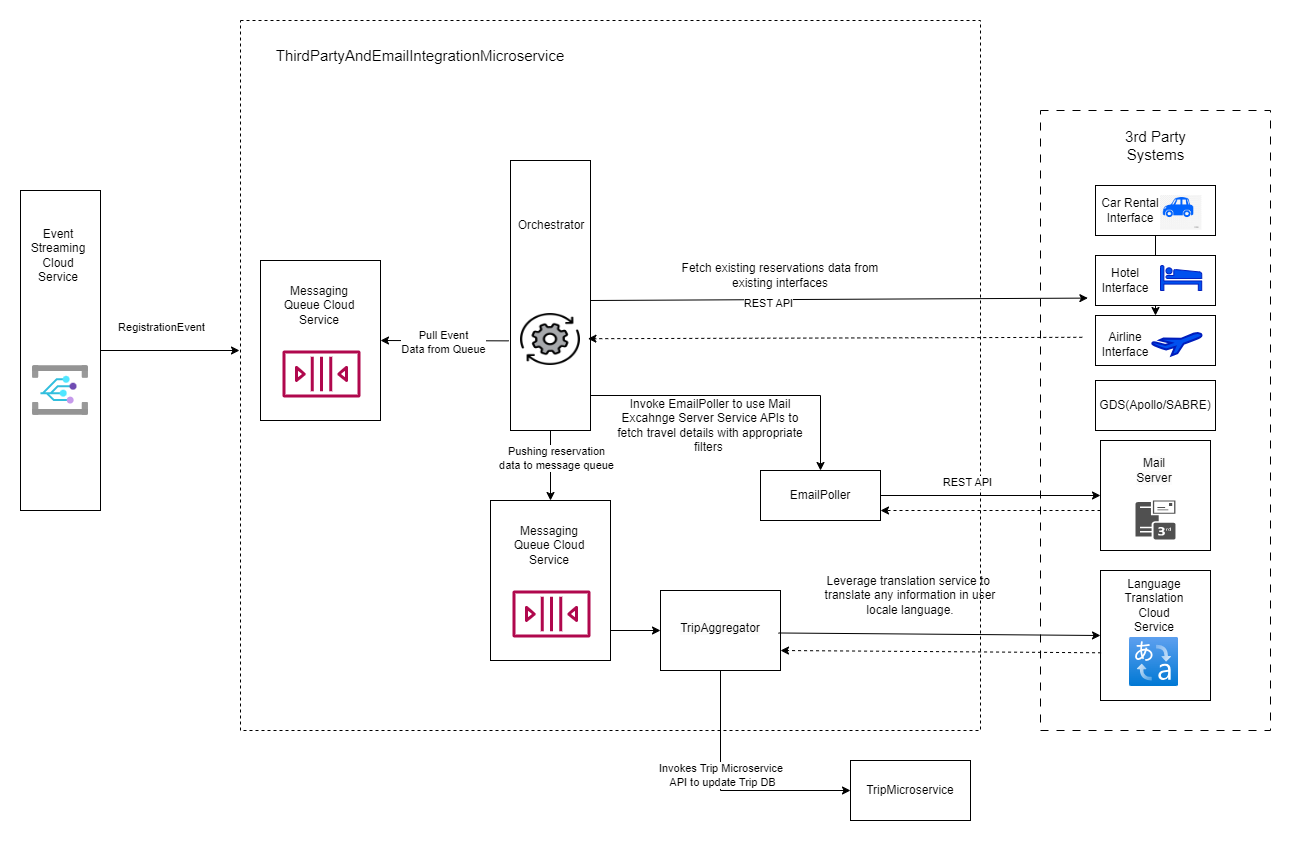 ThirdPartyAndEmailIntegrationMicroservice
3rd Party
Systems
Event
Streaming
Cloud
Service
RegistrationEvent
Messaging
Queue Cloud
Service
Pull Event
Data from Queue
Orchestrator
Fetch existing reservations data from
existing interfaces
REST API
Car Rental
Interface
Hotel
Interface
Airline
Interface
GDS(Apollo/SABRE)
Invoke EmailPoller to use Mail
Excahnge Server Service APIs to
fetch travel details with appropriate
filters
Pushing reservation
data to message queue
EmailPoller
REST API
Mail
Server
3rd
Messaging
Queue Cloud
Service
TripAggregator
Leverage translation service to
translate any information in user
locale language.
Language
Translation
Cloud
Service
あ
a
Invokes Trip Microservice
API to update Trip DB
TripMicroservice